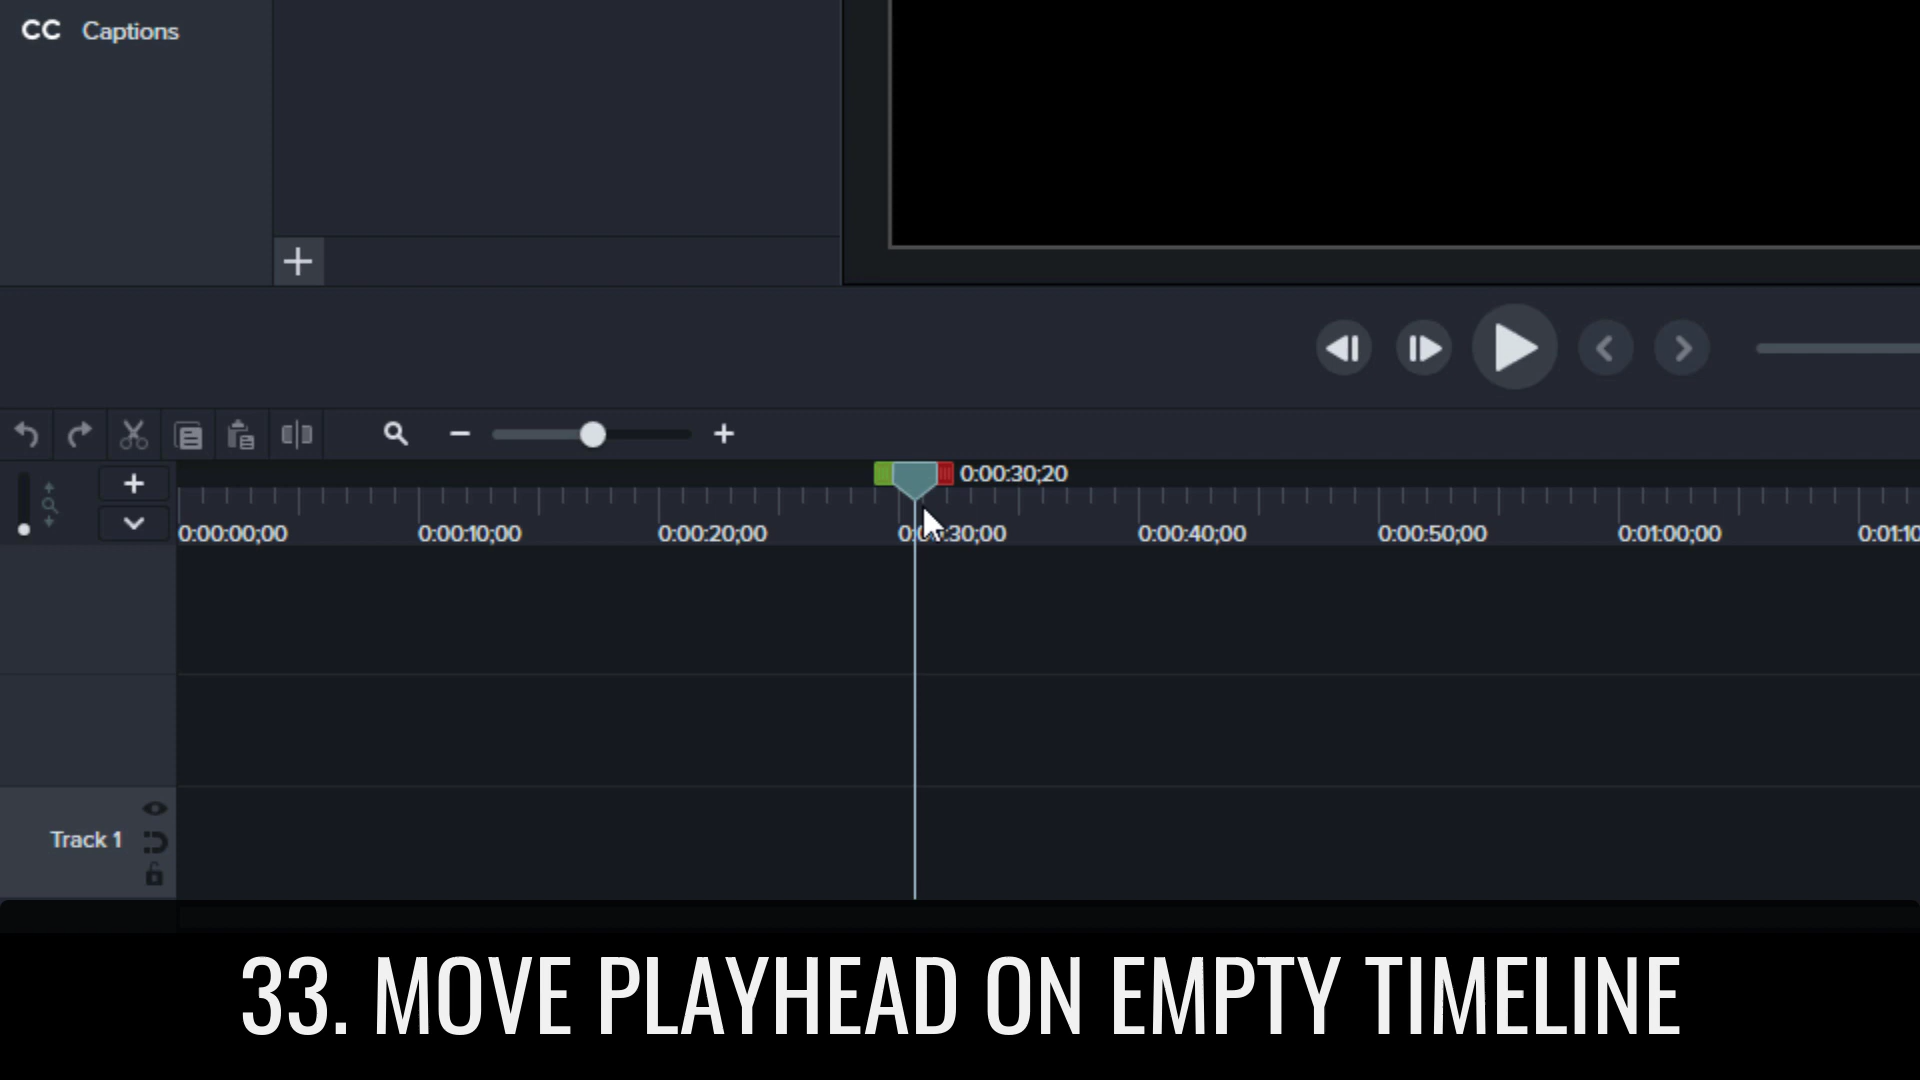 CC Captions
0:00:30;20
0:00:00;00 0:00:10;00 0:00:20;00 0:00:30;00 0:00:40;00 0:00:50;00 0:01:00;00 0:01:10
Track 1
33. MOVE PLAYHEAD ON EMPTY TIMELINE